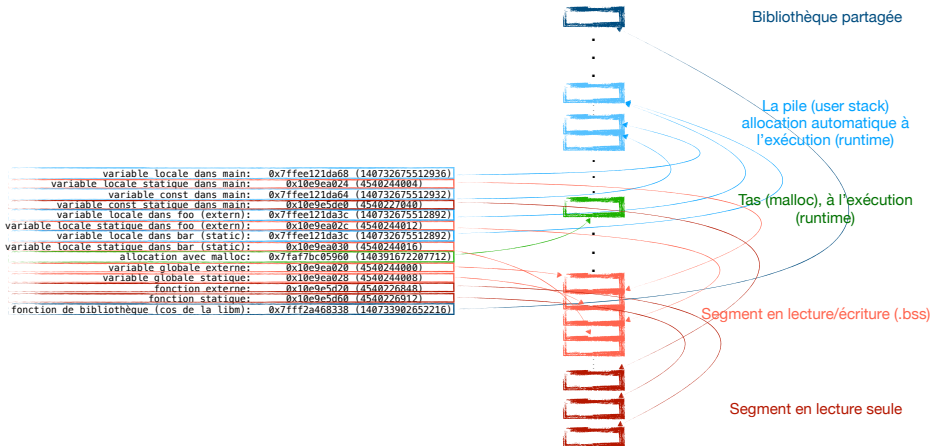 Bibliothèque partagée
La pile (user stack)
allocation automatique à
l'exécution (runtime)
variable locale dans main: 0x7ffee121da68 (140732675512936)
variable locale statique dans main: 0x10e9ea024 (4540244004)
variable const dans main: 0x7ffee121da64 (140732675512932)
variable const statique dans main: 0x10e9e5de0 (4540227040)
variable locale dans foo (extern): 0x7ffee121da3c (140732675512892)
variable locale statique dans foo (extern): 0x10e9ea02c (4540244012)
variable locale dans bar (static): 0x7ffee121da3c (140732675512892)
variable locale statique dans bar (static): 0x10e9ea030 (4540244016)
allocation avec malloc: 0x7faf7bc05960 (140391672207712)
variable globale externe: 0x10e9ea020 (4540244000)
variable globale statique: 0x10e9ea028 (4540244008)
fonction externe: 0x10e9e5d20 (4540226848)
fonction statique: 0x10e9e5d60 (4540226912)
fonction de bibliothèque (cos de la libm): 0x7fff2a468338 (140733902652216)
Tas (malloc), à l'exécution
(runtime)
Segment en lecture/écriture (.bss)
Segment en lecture seule